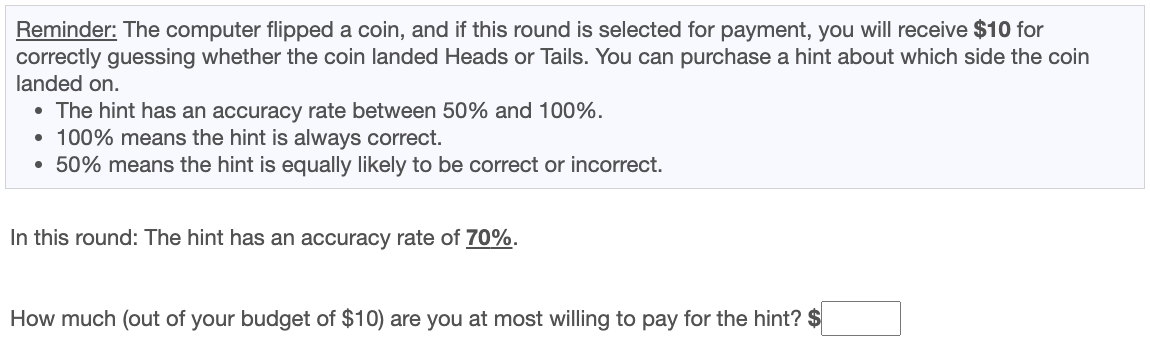 Reminder: The computer flipped a coin, and if this round is selected for payment, you will receive $10 for
correctly guessing whether the coin landed Heads or Tails. You can purchase a hint about which side the coin
landed on.
• The hint has an accuracy rate between 50% and 100%.
• 100% means the hint is always correct.
• 50% means the hint is equally likely to be correct or incorrect.
In this round: The hint has an accuracy rate of 70%.
How much (out of your budget of $10) are you at most willing to pay for the hint? $